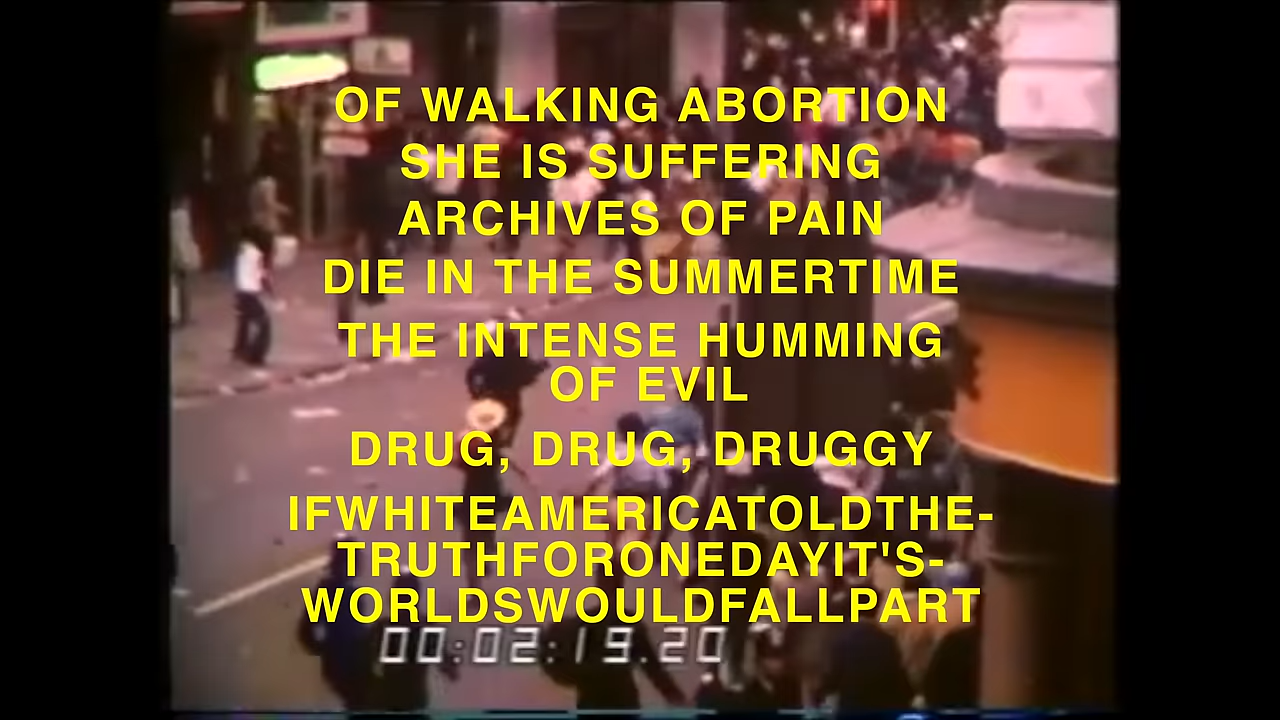 OF WALKING ABORTION
SHE IS SUFFERING
ARCHIVES OF PAIN
DIE IN THE SUMMERTIME
THE INTENSE HUMMING
OF EVIL
DRUG, DRUG, DRUGGY
IFWHITEAMERICATOLDTHE-
TRUTHFORONEDAYIT'S-
WORLDSWOULDFALLPART
00:02:19.20